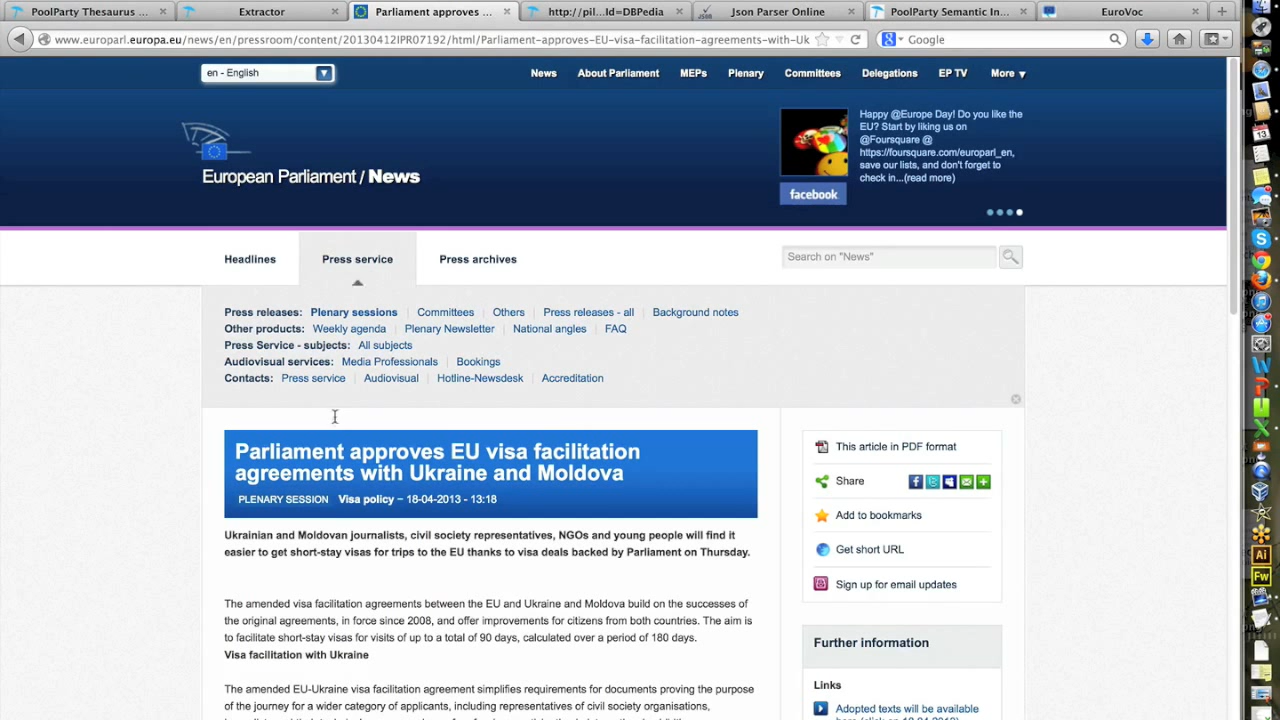 PoolParty Thesaurus ...
Extractor
Parliament approves ...
http://pil...Id=DBPedia
Json Parser Online
PoolParty Semantic In...
EuroVoc
www.europarl.europa.eu/news/en/pressroom/content/20130412IPR07192/html/Parliament-approves-EU-visa-facilitation-agreements-with-Uk
Google
en - English
News
About Parliament
MEPs
Plenary
Committees
Delegations
EP TV
More
Happy @Europe Day! Do you like the
EU? Start by liking us on
@Foursquare @
https://foursquare.com/europarl_en,
save our lists, and don't forget to
check in...(read more)
facebook
European Parliament / News
Headlines
Press service
Press archives
Search on "News"
Press releases: Plenary sessions | Committees | Others | Press releases - all | Background notes
Other products: Weekly agenda | Plenary Newsletter | National angles | FAQ
Press Service - subjects: All subjects
Audiovisual services: Media Professionals | Bookings
Contacts: Press service | Audiovisual | Hotline-Newsdesk | Accreditation
Parliament approves EU visa facilitation
agreements with Ukraine and Moldova
PLENARY SESSION Visa policy − 18-04-2013 - 13:18
Ukrainian and Moldovan journalists, civil society representatives, NGOs and young people will find it
easier to get short-stay visas for trips to the EU thanks to visa deals backed by Parliament on Thursday.
The amended visa facilitation agreements between the EU and Ukraine and Moldova build on the successes of
the original agreements, in force since 2008, and offer improvements for citizens from both countries. The aim is
to facilitate short-stay visas for visits of up to a total of 90 days, calculated over a period of 180 days.
Visa facilitation with Ukraine
The amended EU-Ukraine visa facilitation agreement simplifies requirements for documents proving the purpose
of the journey for a wider category of applicants, including representatives of civil society organisations,
This article in PDF format
Share
Add to bookmarks
Get short URL
Sign up for email updates
Further information
Links
Adopted texts will be available
here (click on 18.04.2013)